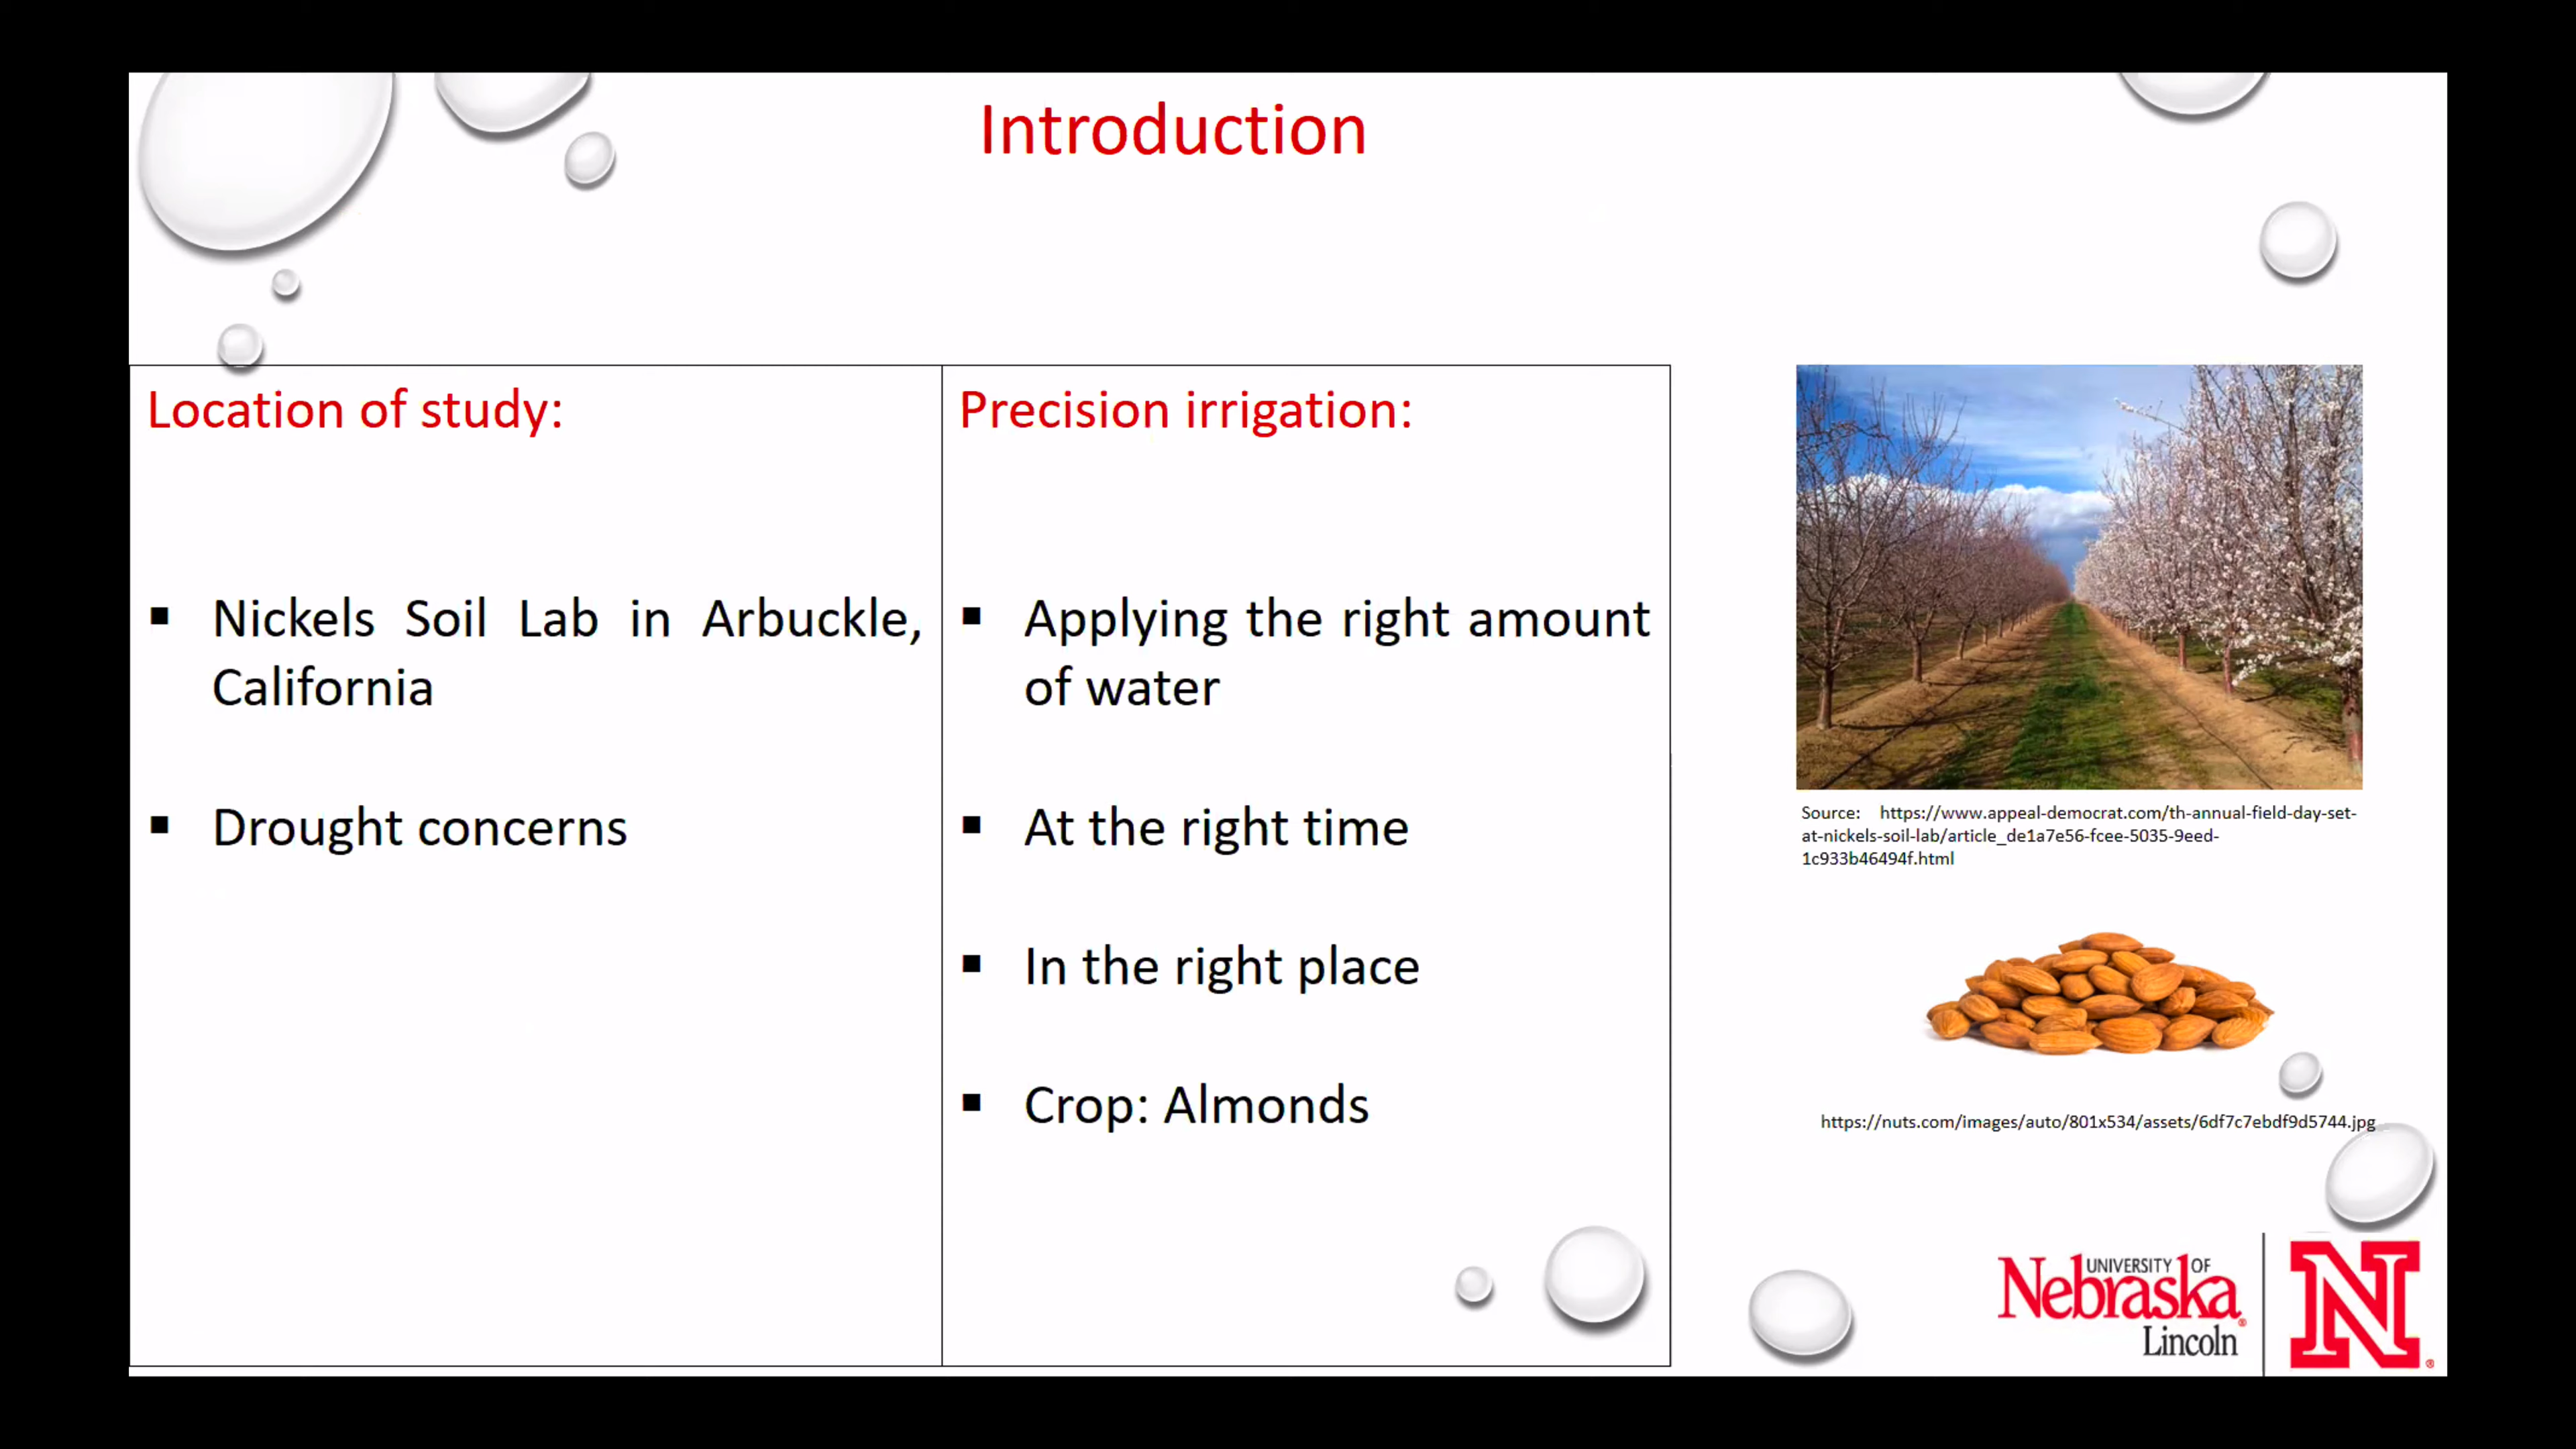 Introduction
Location of study:
▪ Nickels Soil Lab in Arbuckle,
California
▪ Drought concerns
Precision irrigation:
▪ Applying the right amount
of water
▪ At the right time
▪ In the right place
▪ Crop: Almonds
Source: https://www.appeal-democrat.com/th-annual-field-day-set-
at-nickels-soil-lab/article_de1a7e56-fcee-5035-9eed-
1c933b46494f.html
https://nuts.com/images/auto/801x534/assets/6df7c7ebdf9d5744.jpg
UNIVERSITY OF
Nebraska®
Lincoln
N®